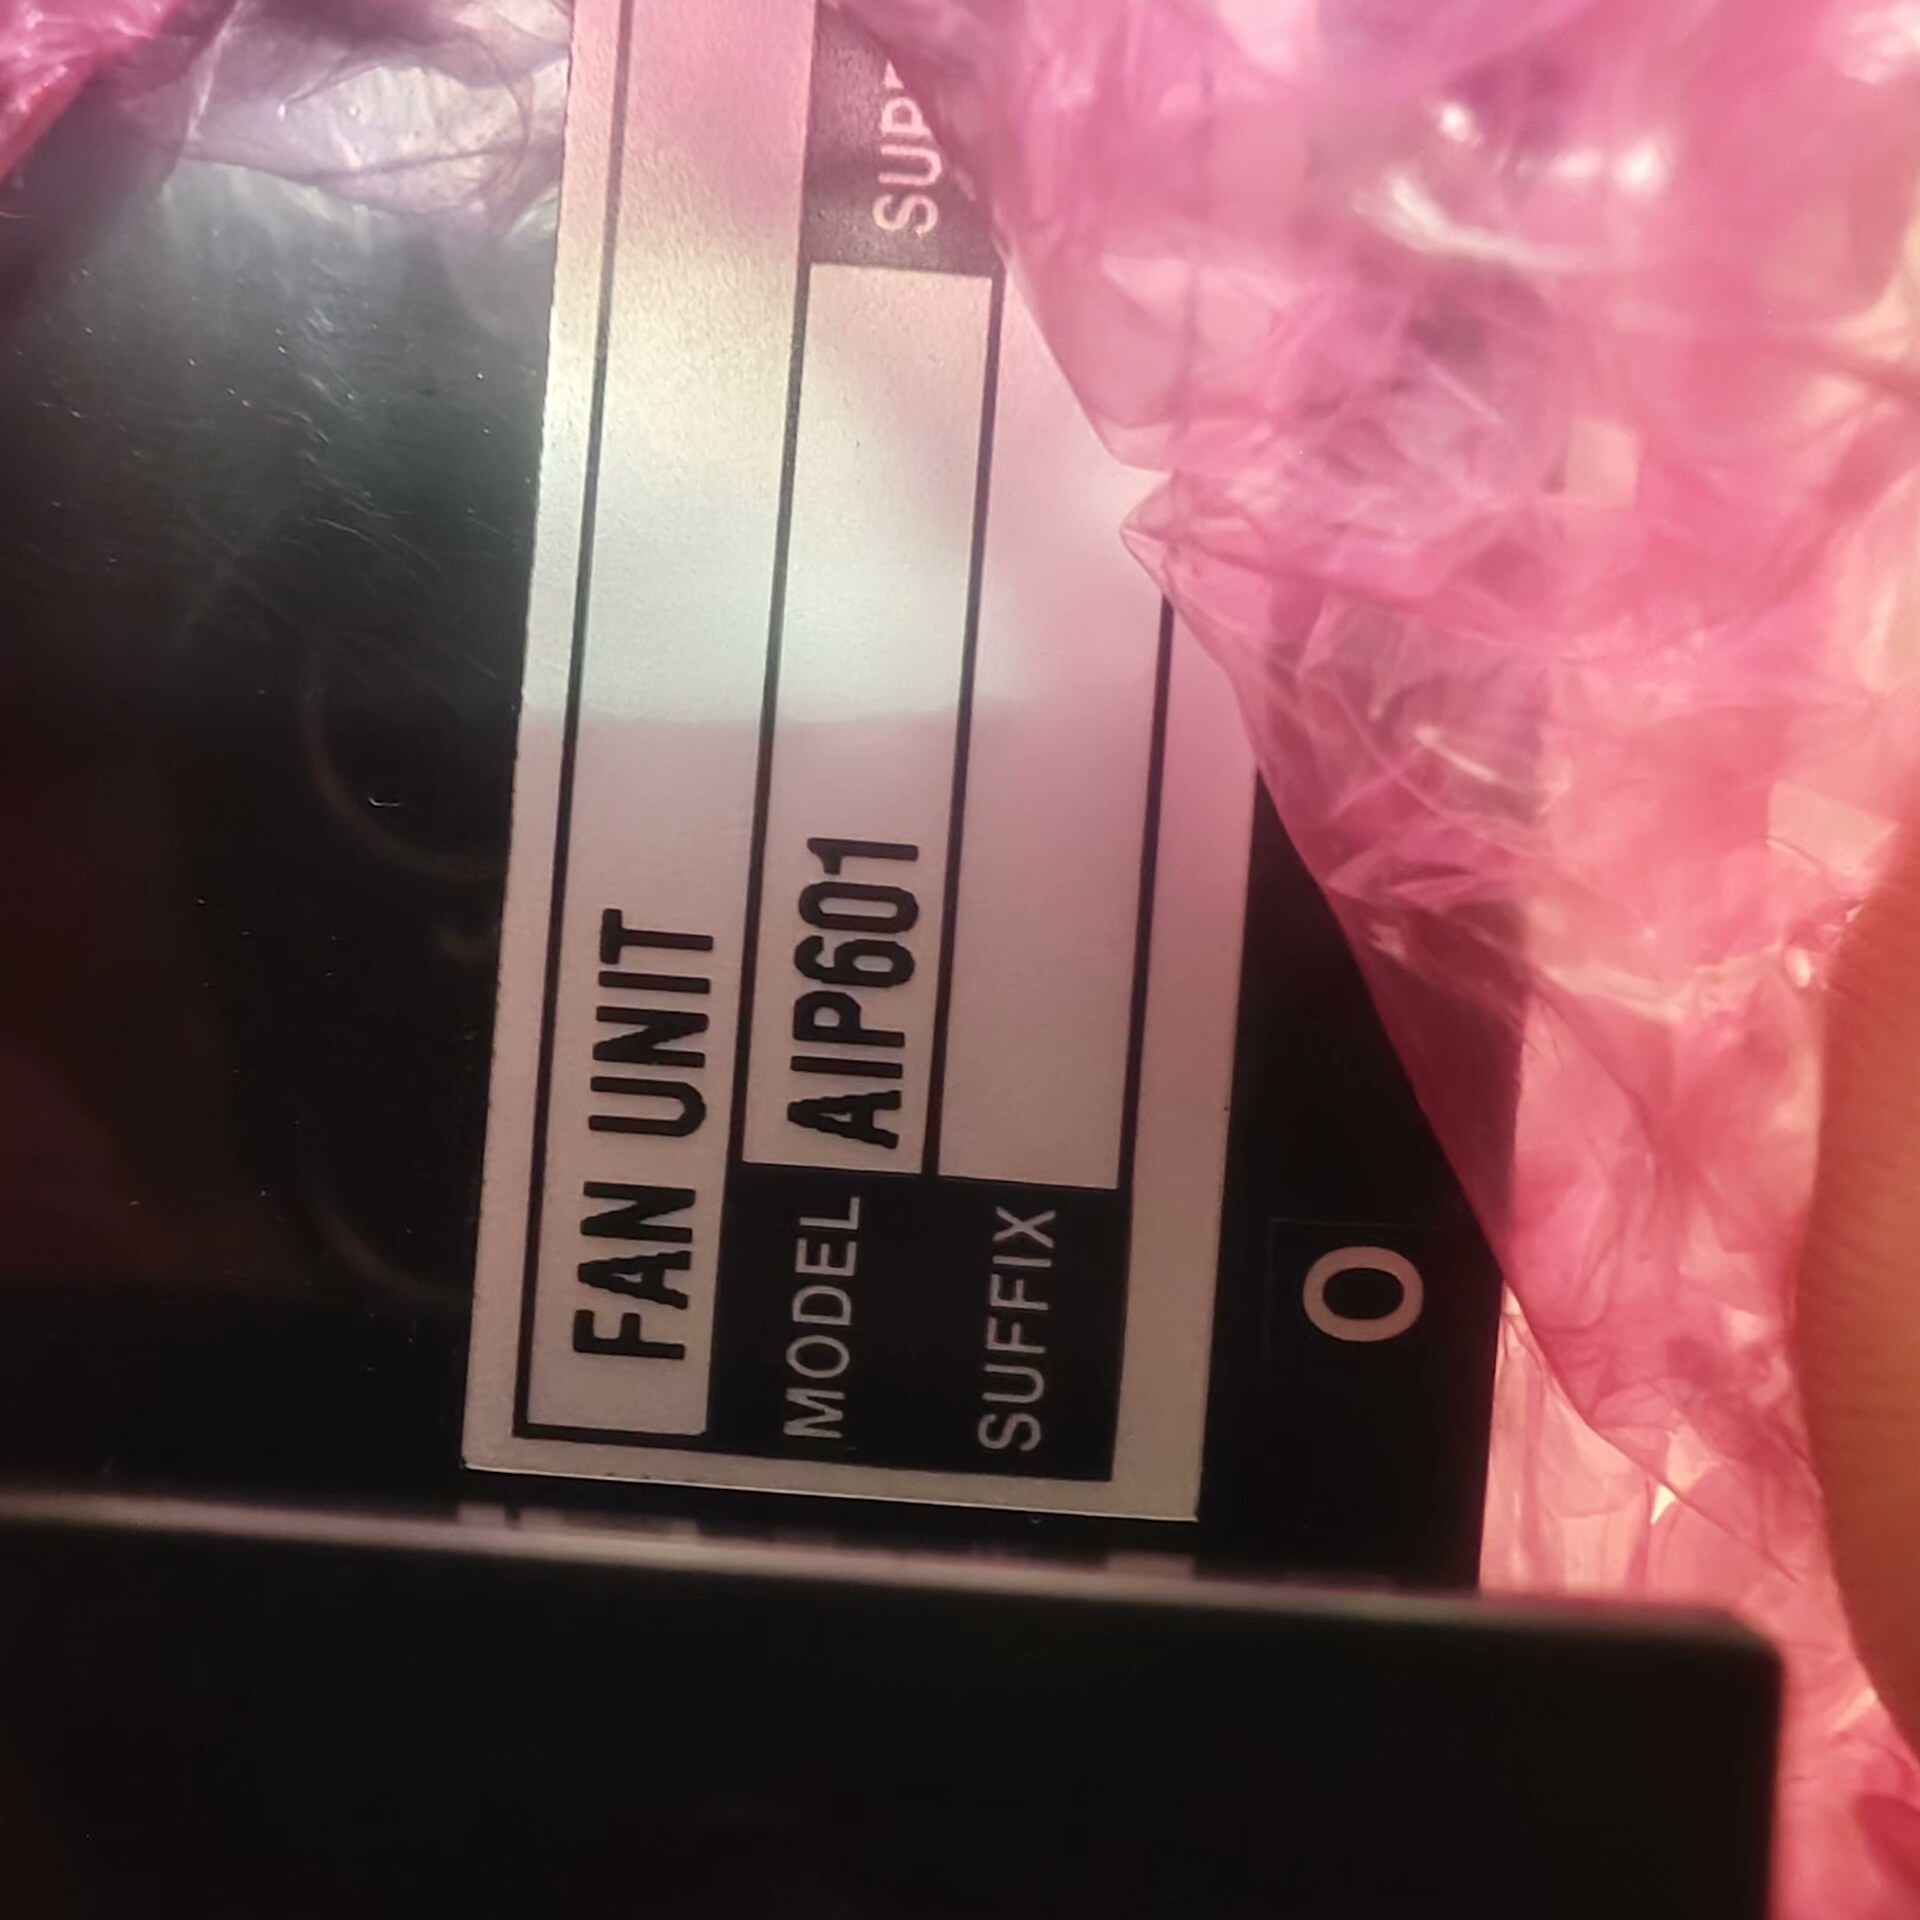 FAN UNIT
MODEL AIP601
SUFFIX
O